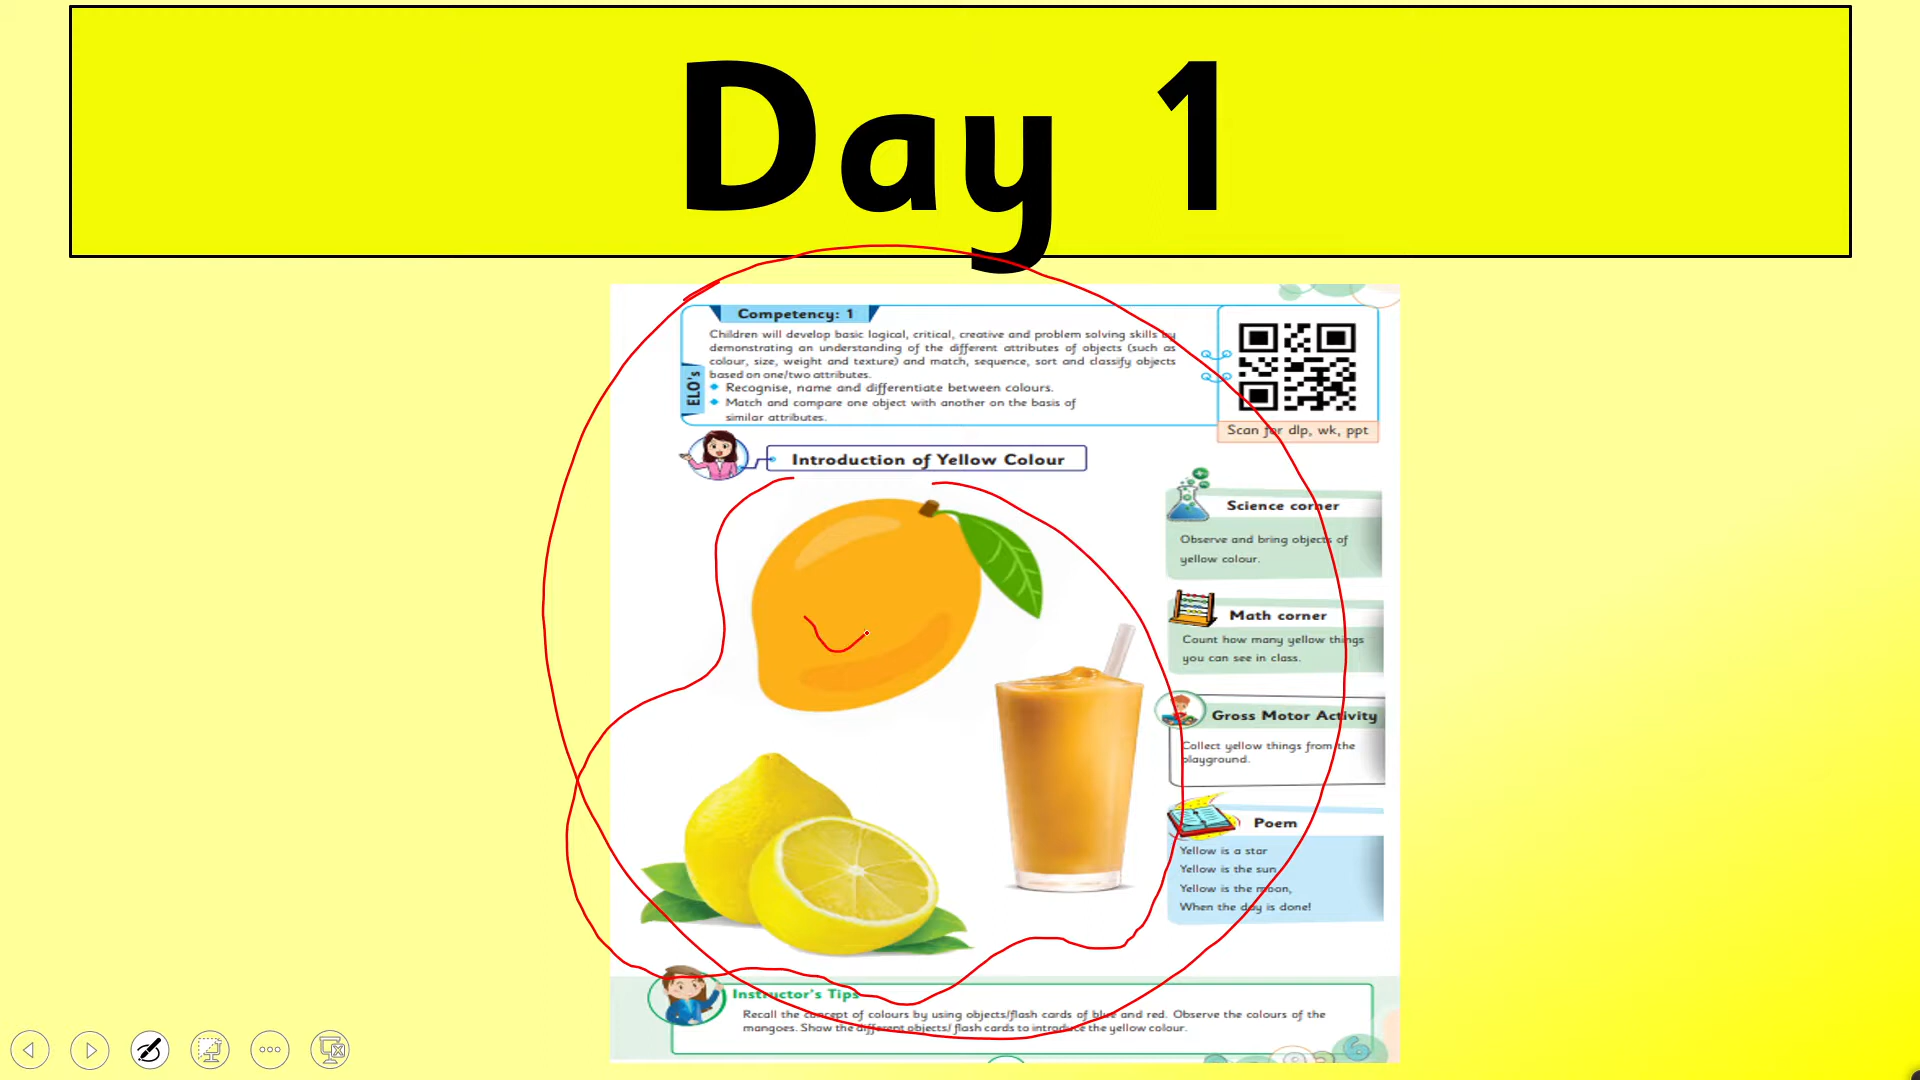 Day 1
Competency: 1
Children will develop basic logical, critical, creative and problem solving skills by
demonstrating an understanding of the different attributes of objects (such as
colour, size, weight and texture) and match, sequence, sort and classify objects
based on one/two attributes.
ELO's
Recognise, name and differentiate between colours.
Match and compare one object with another on the basis of
similar attributes.
Scan for dlp, wk, ppt
Introduction of Yellow Colour
Science corner
Observe and bring objects of
yellow colour.
Math corner
Count how many yellow things
you can see in class.
Gross Motor Activity
Collect yellow things from the
playground.
Poem
Yellow is a star
Yellow is the sun
Yellow is the moon,
When the day is done!
Instructor's Tips
Recall the concept of colours by using objects/flash cards of blue and red. Observe the colours of the
mangoes. Show the different objects/ flash cards to introduce the yellow colour.